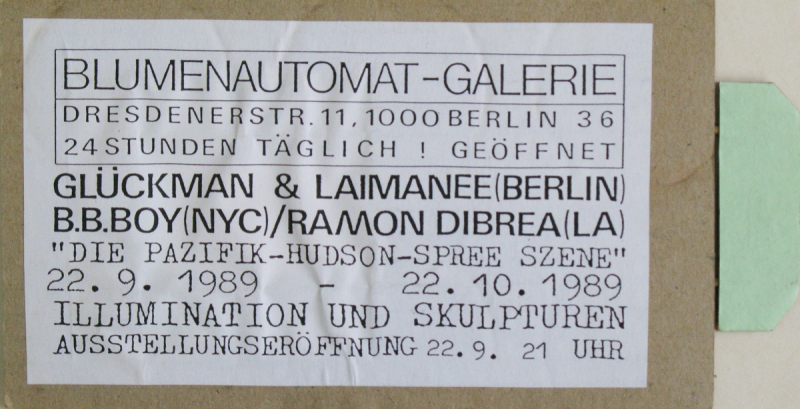 BLUMENAUTOMAT-GALERIE
DRESDENERSTR. 11, 1000 BERLIN 36
24 STUNDEN TÄGLICH ! GEÖFFNET
GLÜCKMAN & LAIMANEE(BERLIN)
B.B.BOY(NYC)/RAMON DIBREA(LA)
"DIE PAZIFIK-HUDSON-SPREE SZENE"
22. 9. 1989 - 22. 10. 1989
ILLUMINATION UND SKULPTUREN
AUSSTELLUNGSERÖFFNUNG 22. 9. 21 UHR